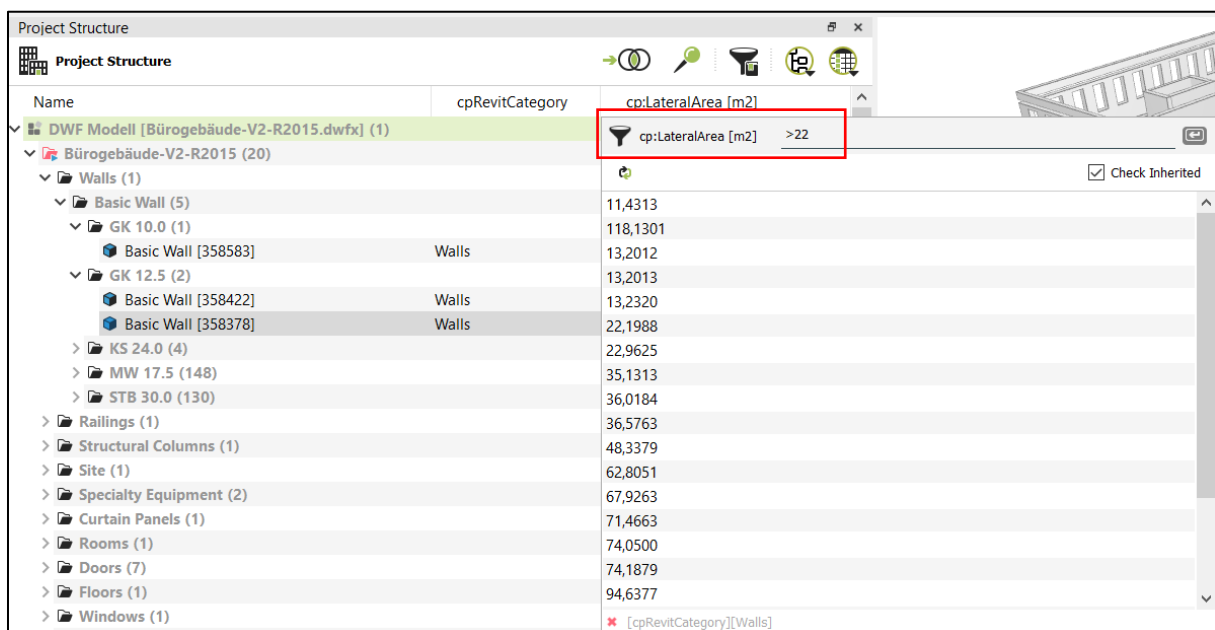 Project Structure
Project Structure
Name cpRevitCategory cp:LateralArea [m2]
DWF Modell [Bürogebäude-V2-R2015.dwfx] (1)
cp:LateralArea [m2] >22
Bürogebäude-V2-R2015 (20)
Walls (1)
Check Inherited
Basic Wall (5)
11,4313
GK 10.0 (1)
118,1301
Basic Wall [358583] Walls
13,2012
GK 12.5 (2)
13,2013
Basic Wall [358422] Walls
13,2320
Basic Wall [358378] Walls
22,1988
KS 24.0 (4)
22,9625
MW 17.5 (148)
35,1313
STB 30.0 (130)
36,0184
Railings (1)
36,5763
Structural Columns (1)
48,3379
Site (1)
62,8051
Specialty Equipment (2)
67,9263
Curtain Panels (1)
71,4663
Rooms (1)
74,0500
Doors (7)
74,1879
Floors (1)
94,6377
Windows (1)
[cpRevitCategory][Walls]